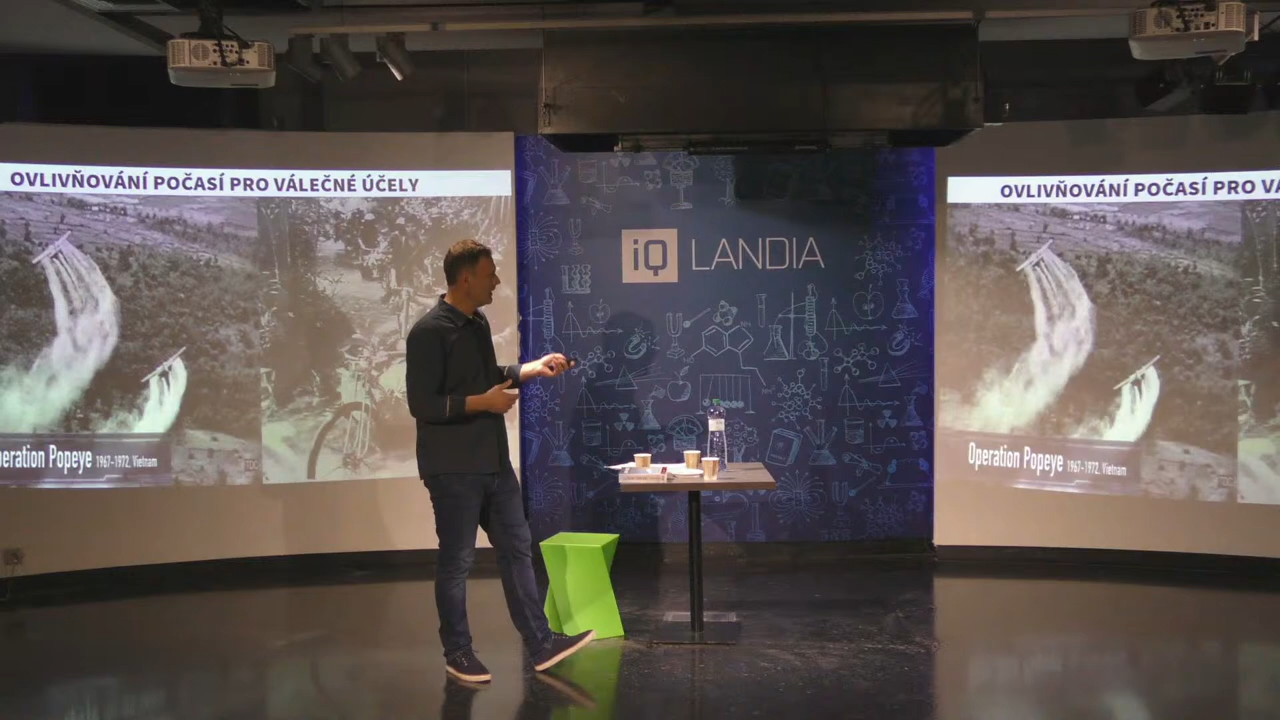 OVLIVŇOVÁNÍ POČASÍ PRO VÁLEČNÉ ÚČELY
Operation Popeye 1967-1972, Vietnam
iQ LANDIA
OVLIVŇOVÁNÍ POČASÍ PRO VÁ
Operation Popeye 1967-1972, Vietnam